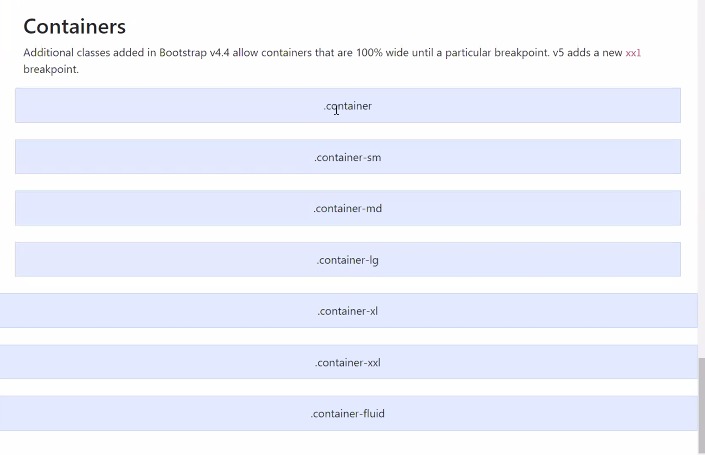 Containers
Additional classes added in Bootstrap v4.4 allow containers that are 100% wide until a particular breakpoint. v5 adds a new xxl
breakpoint.
.container
.container-sm
.container-md
.container-lg
.container-xl
.container-xxl
.container-fluid